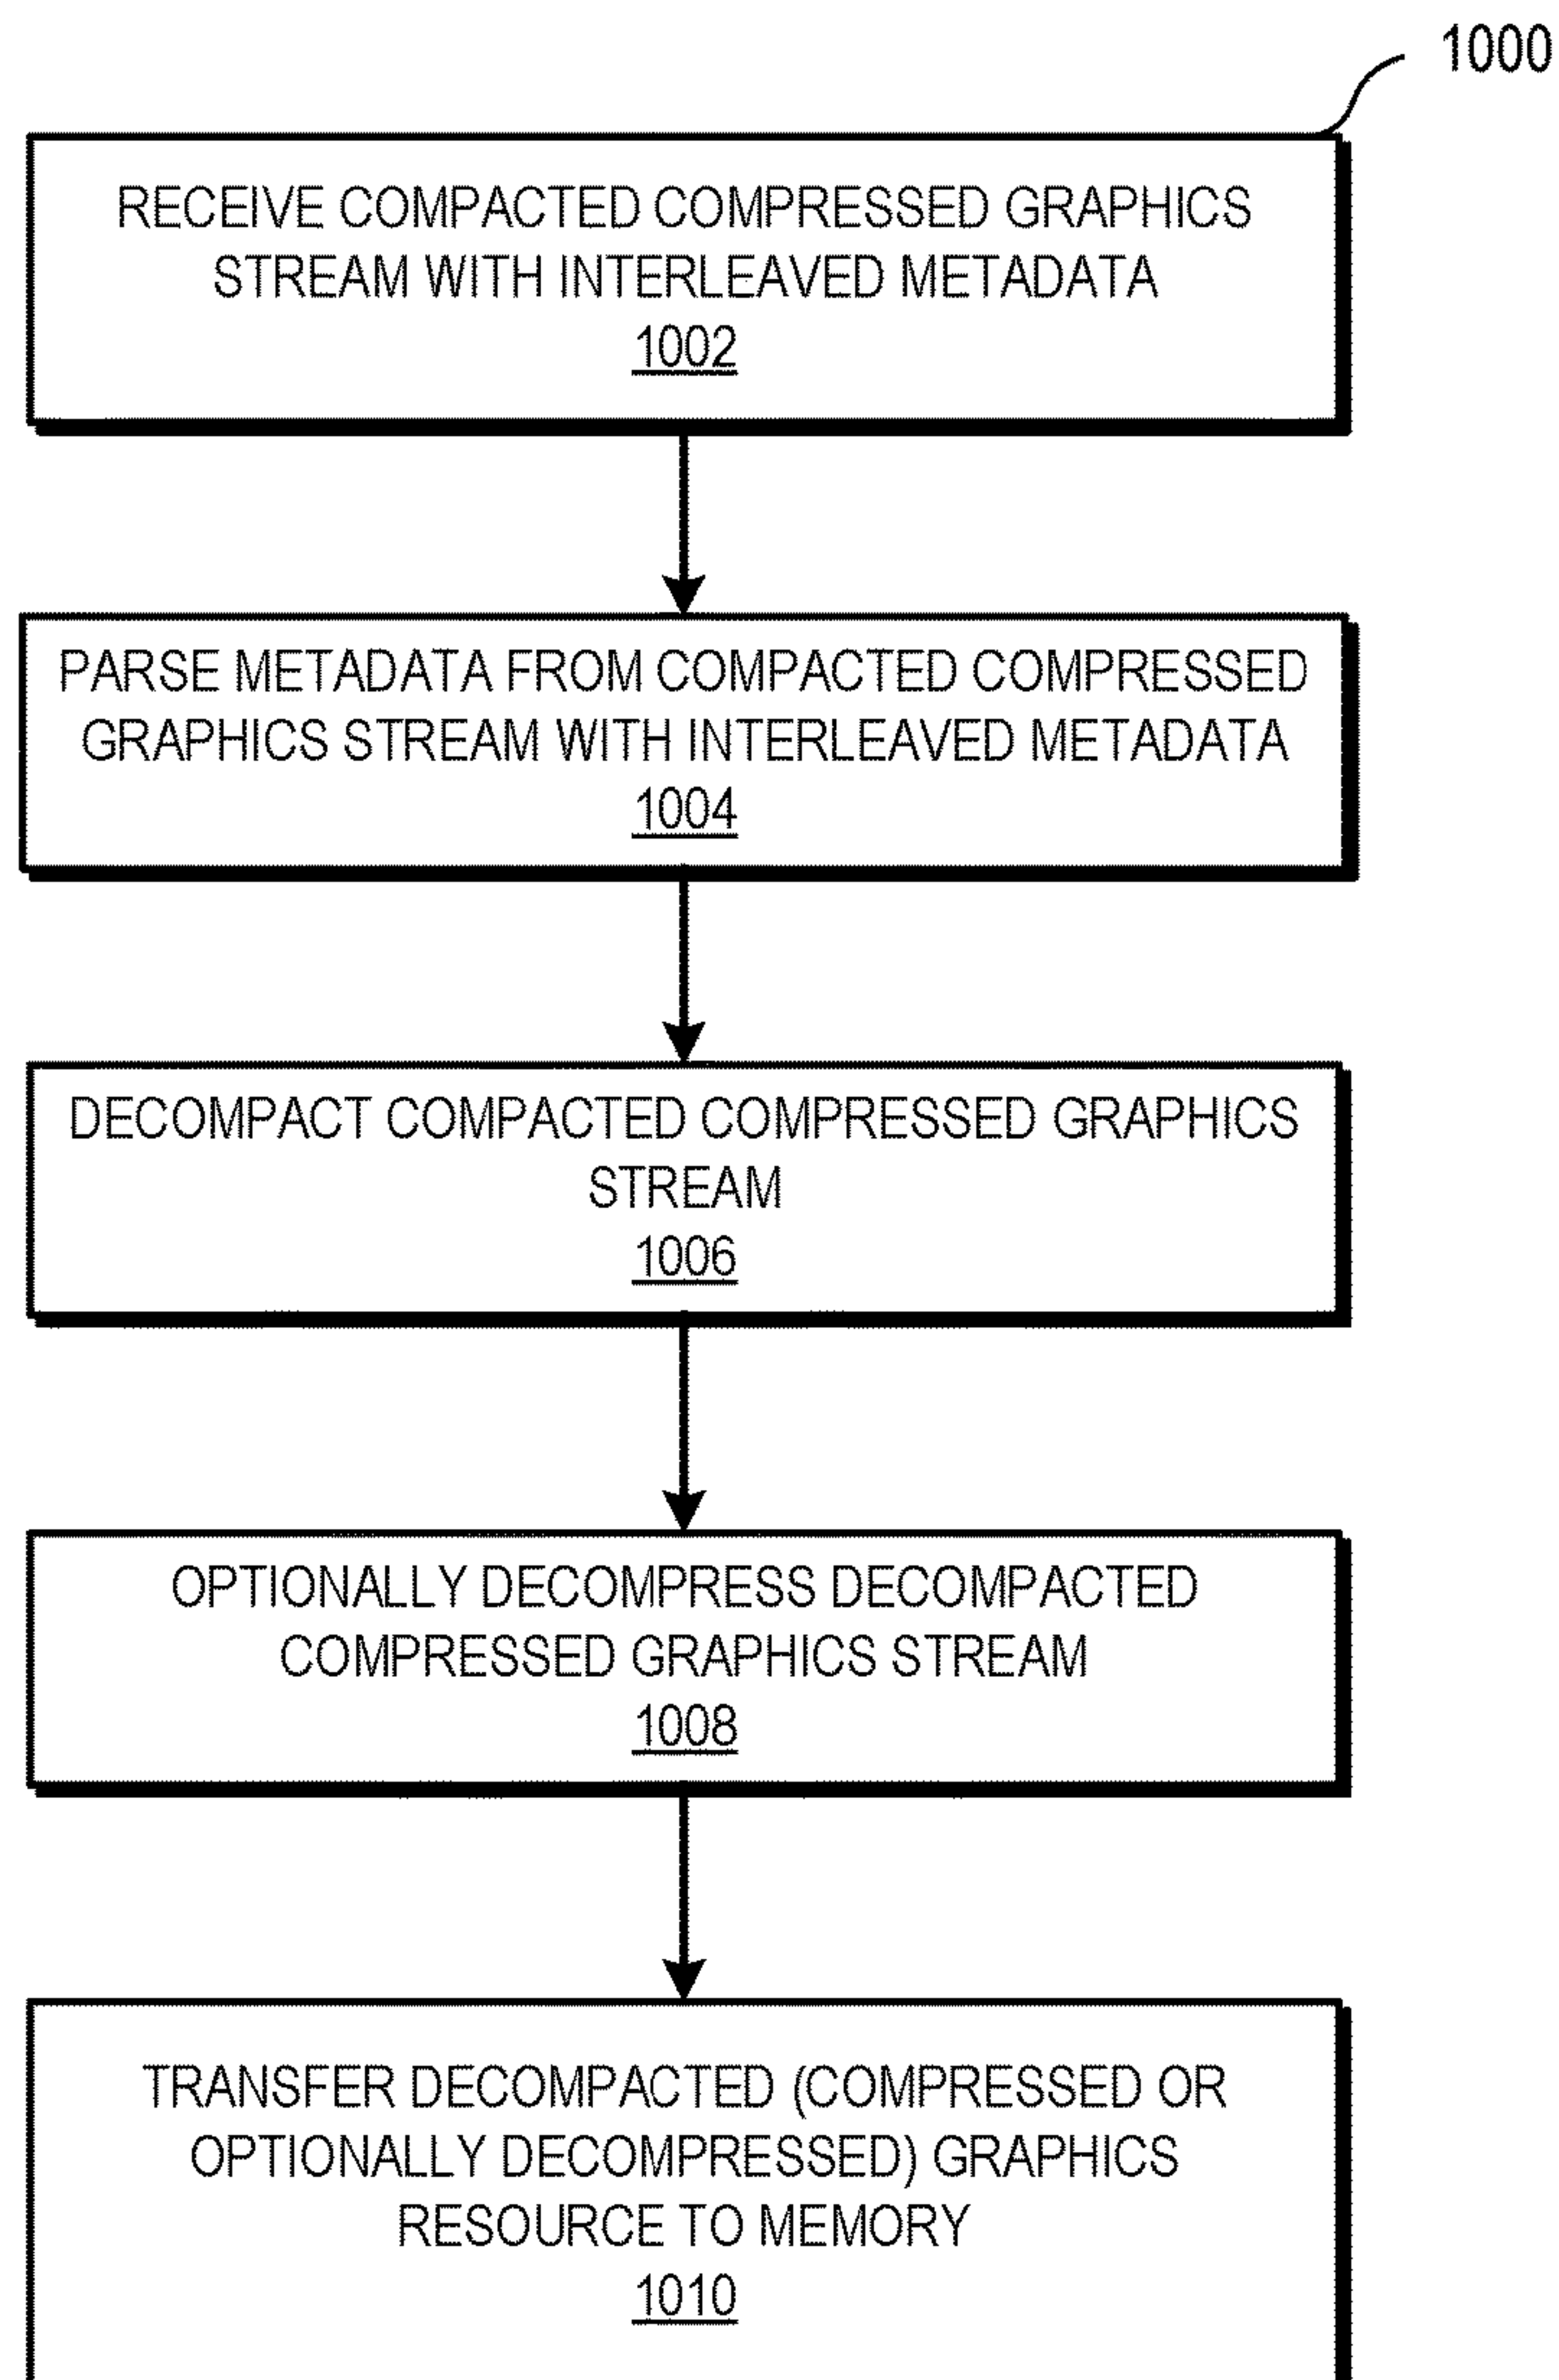 1000
RECEIVE COMPACTED COMPRESSED GRAPHICS
STREAM WITH INTERLEAVED METADATA
1002
PARSE METADATA FROM COMPACTED COMPRESSED
GRAPHICS STREAM WITH INTERLEAVED METADATA
1004
DECOMPACT COMPACTED COMPRESSED GRAPHICS
STREAM
1006
OPTIONALLY DECOMPRESS DECOMPACTED
COMPRESSED GRAPHICS STREAM
1008
TRANSFER DECOMPACTED (COMPRESSED OR
OPTIONALLY DECOMPRESSED) GRAPHICS
RESOURCE TO MEMORY
1010